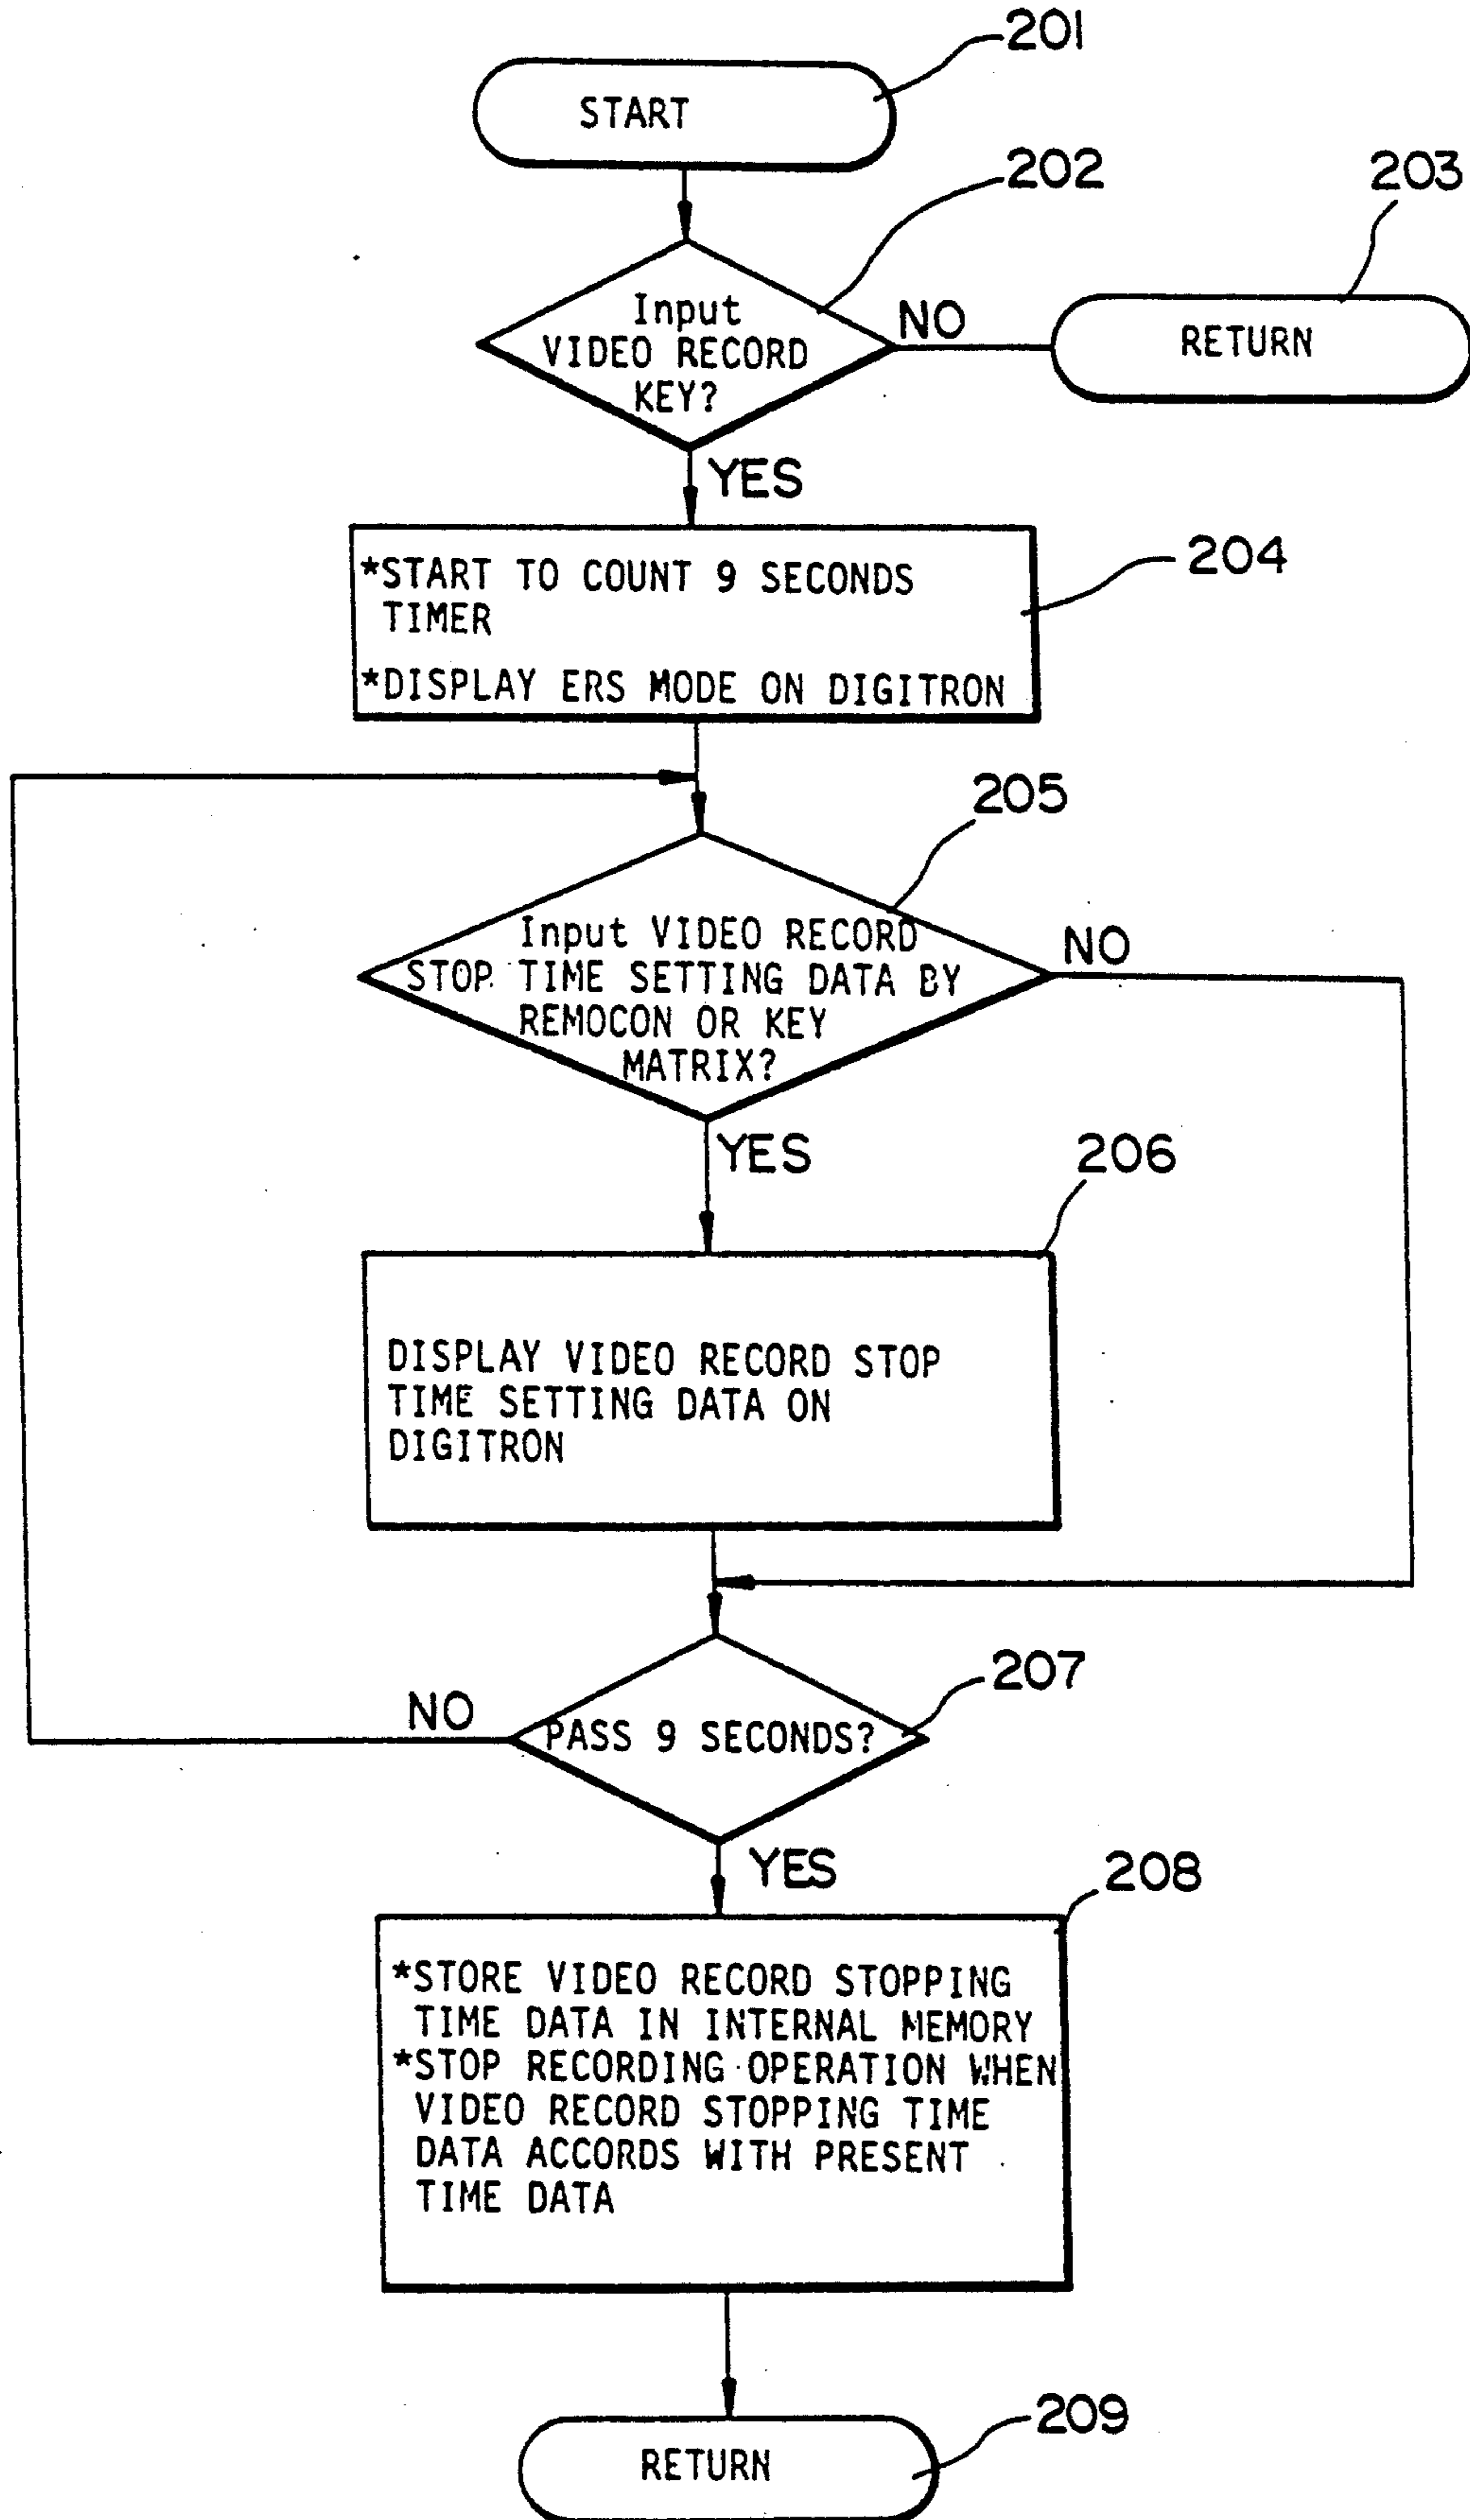 201
START
202
203
Input
VIDEO RECORD
KEY?
NO
RETURN
YES
204
*START TO COUNT 9 SECONDS
TIMER
*DISPLAY ERS MODE ON DIGITRON
205
Input VIDEO RECORD
STOP TIME SETTING DATA BY
REMOCON OR KEY
MATRIX?
NO
YES
206
DISPLAY VIDEO RECORD STOP
TIME SETTING DATA ON
DIGITRON
207
NO
PASS 9 SECONDS?
YES
208
*STORE VIDEO RECORD STOPPING
TIME DATA IN INTERNAL MEMORY
*STOP RECORDING OPERATION WHEN
VIDEO RECORD STOPPING TIME
DATA ACCORDS WITH PRESENT
TIME DATA
209
RETURN